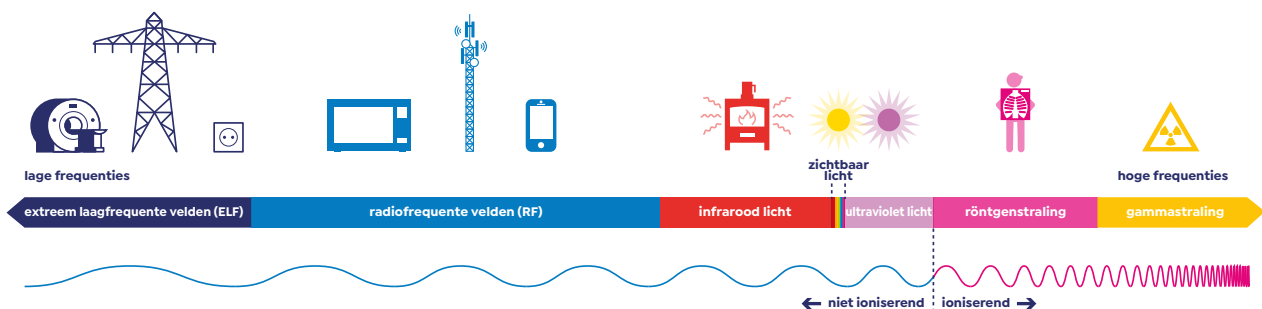 zichtbaar
licht
lage frequenties
hoge frequenties
extreem laagfrequente velden (ELF)
radiofrequente velden (RF)
infrarood licht
ultraviolet licht
röntgenstraling
gammastraling
niet ioniserend
ioniserend